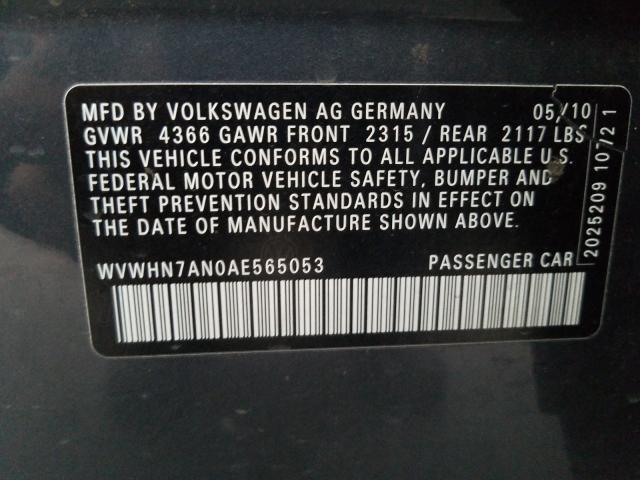 MFD BY VOLKSWAGEN AG GERMANY 05/10
GVWR 4366 GAWR FRONT 2315 / REAR 2117 LBS
THIS VEHICLE CONFORMS TO ALL APPLICABLE U.S.
FEDERAL MOTOR VEHICLE SAFETY, BUMPER AND
THEFT PREVENTION STANDARDS IN EFFECT ON
THE DATE OF MANUFACTURE SHOWN ABOVE.
WVWHN7AN0AE565053 PASSENGER CAR
2025209 10/21